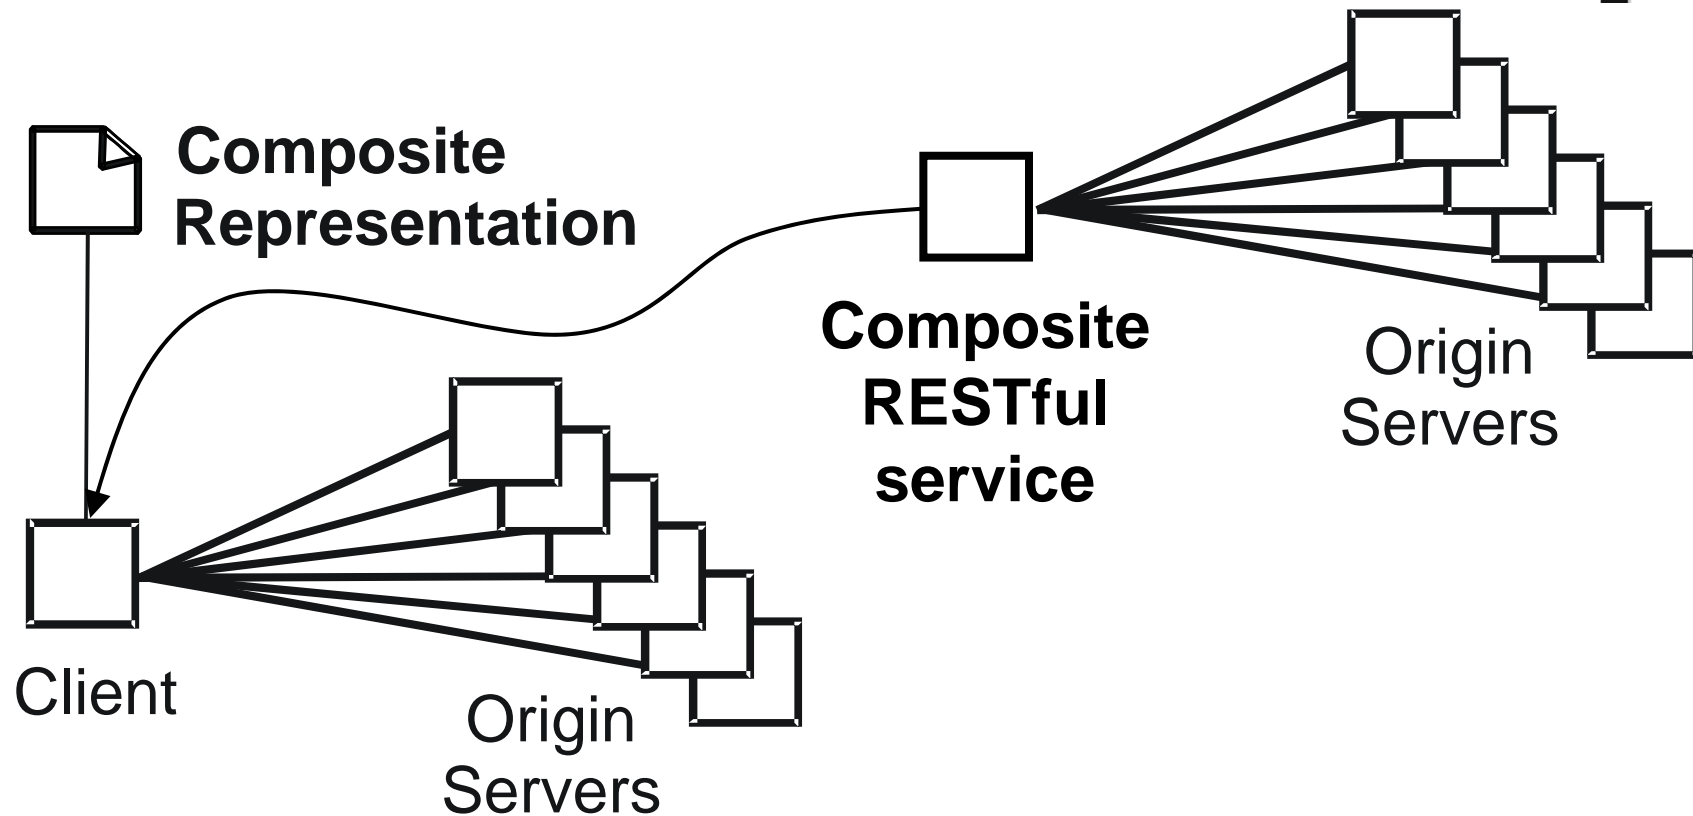 Composite
Representation
Composite
RESTful
service
Origin
Servers
Client
Origin
Servers